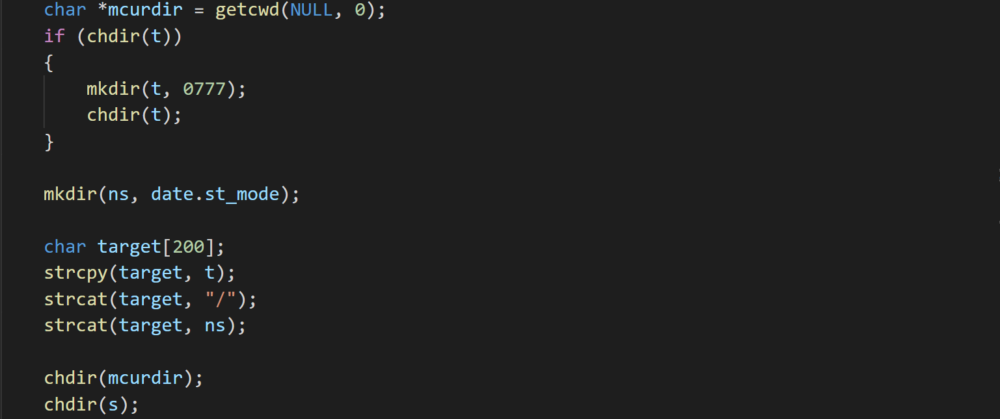 char *mcurdir = getcwd(NULL, 0);
if (chdir(t))
{
mkdir(t, 0777);
chdir(t);
}
mkdir(ns, date.st_mode);
char target[200];
strcpy(target, t);
strcat(target, "/");
strcat(target, ns);
chdir(mcurdir);
chdir(s);